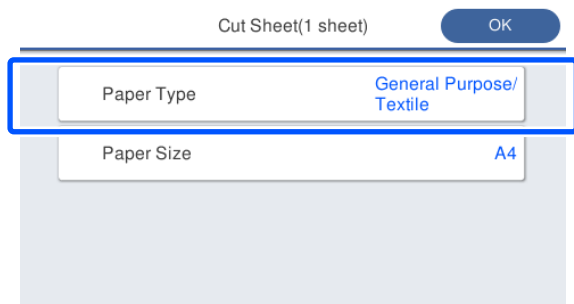 Cut Sheet(1 sheet)
OK
Paper Type
General Purpose/
Textile
Paper Size
A4